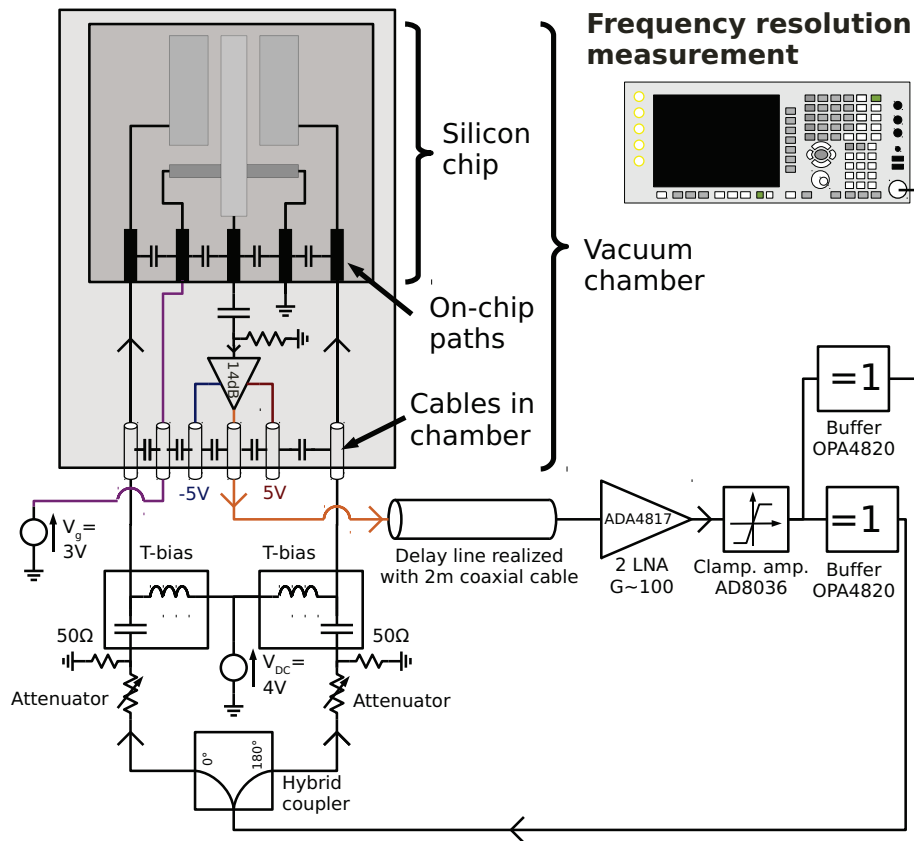 Frequency resolution
measurement
Silicon
chip
Vacuum
chamber
On-chip
paths
14dB
Cables in
chamber
=1
Buffer
OPA4820
-5V
5V
Vg=
3V
ADA4817
=1
Delay line realized
with 2m coaxial cable
2 LNA
G~100
Clamp. amp.
AD8036
Buffer
OPA4820
T-bias
T-bias
50Ω
50Ω
VDC=
4V
Attenuator
Attenuator
0°
180°
Hybrid
coupler